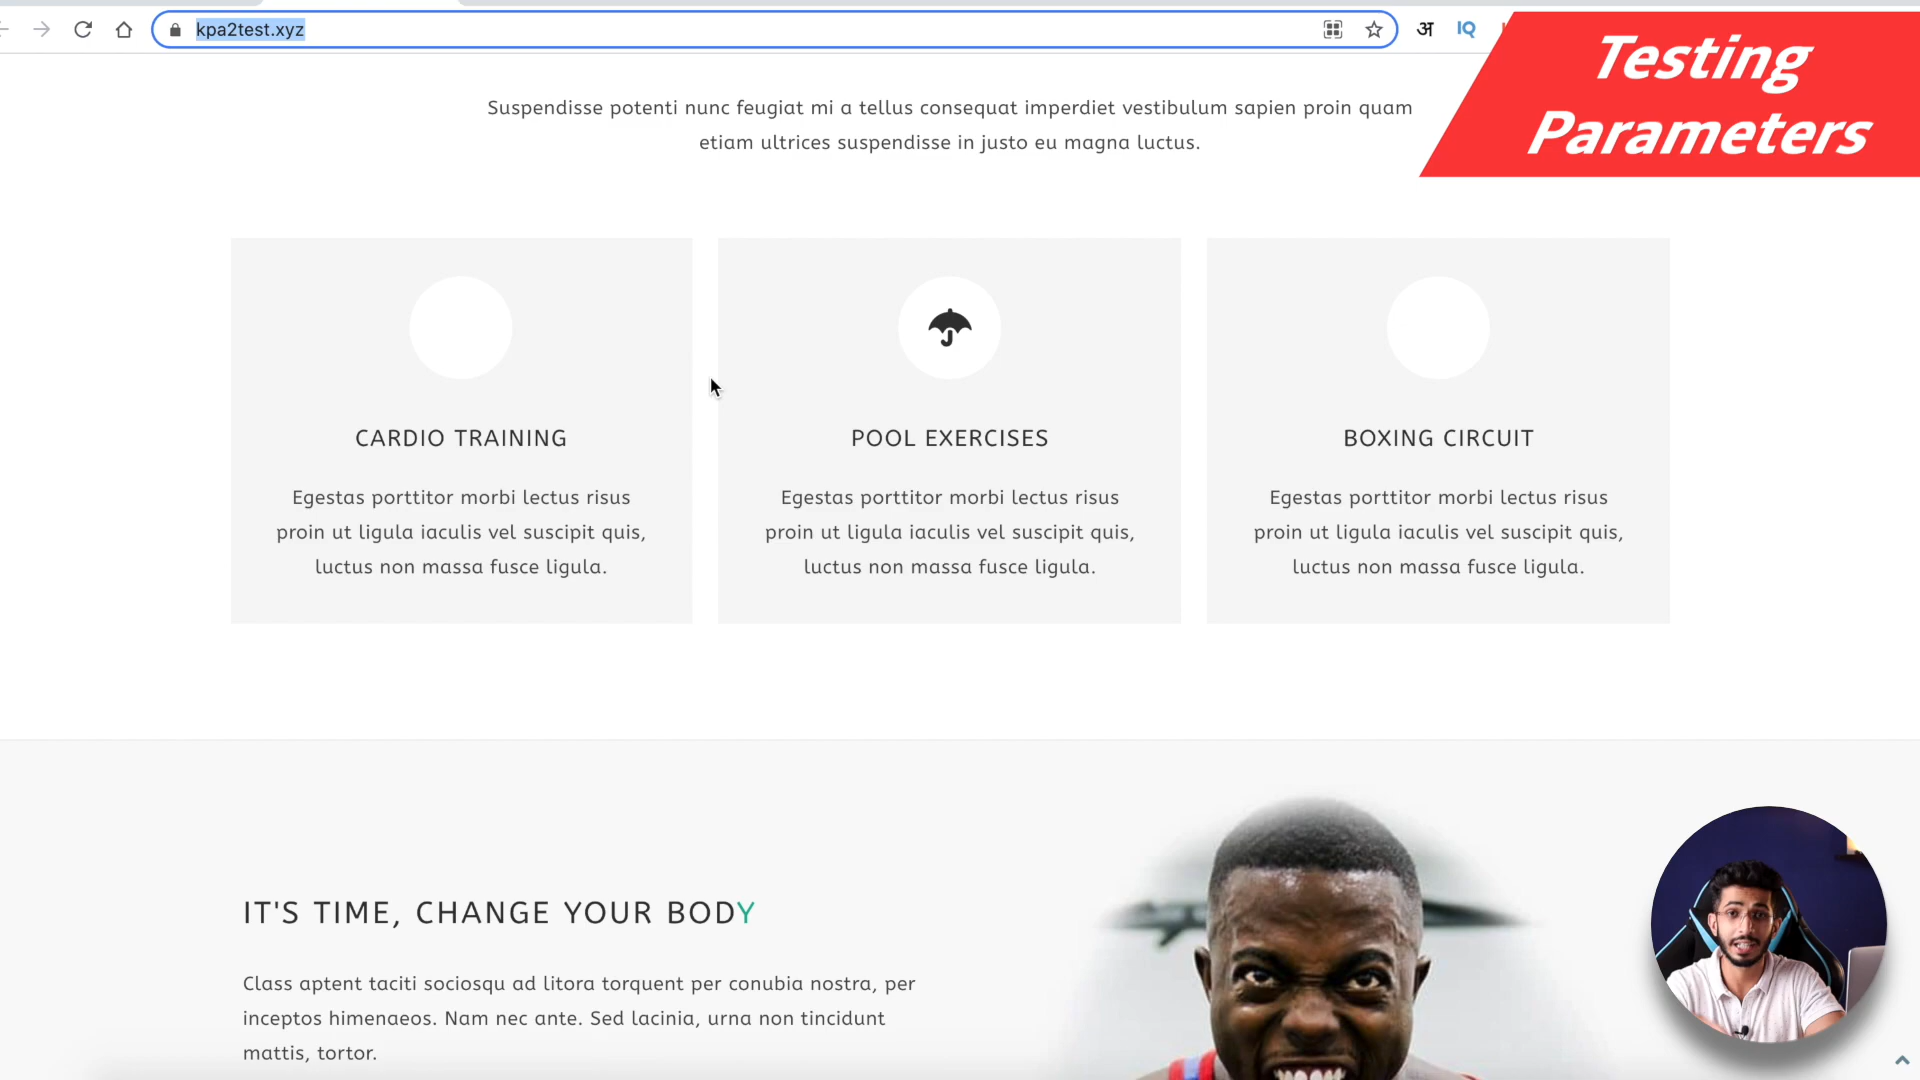 kpa2test.xyz
अ
IQ
Testing
Parameters
Suspendisse potenti nunc feugiat mi a tellus consequat imperdiet vestibulum sapien proin quam
etiam ultrices suspendisse in justo eu magna luctus.
CARDIO TRAINING
Egestas porttitor morbi lectus risus
proin ut ligula iaculis vel suscipit quis,
luctus non massa fusce ligula.
POOL EXERCISES
Egestas porttitor morbi lectus risus
proin ut ligula iaculis vel suscipit quis,
luctus non massa fusce ligula.
BOXING CIRCUIT
Egestas porttitor morbi lectus risus
proin ut ligula iaculis vel suscipit quis,
luctus non massa fusce ligula.
IT'S TIME, CHANGE YOUR BODY
Class aptent taciti sociosqu ad litora torquent per conubia nostra, per
inceptos himenaeos. Nam nec ante. Sed lacinia, urna non tincidunt
mattis, tortor.